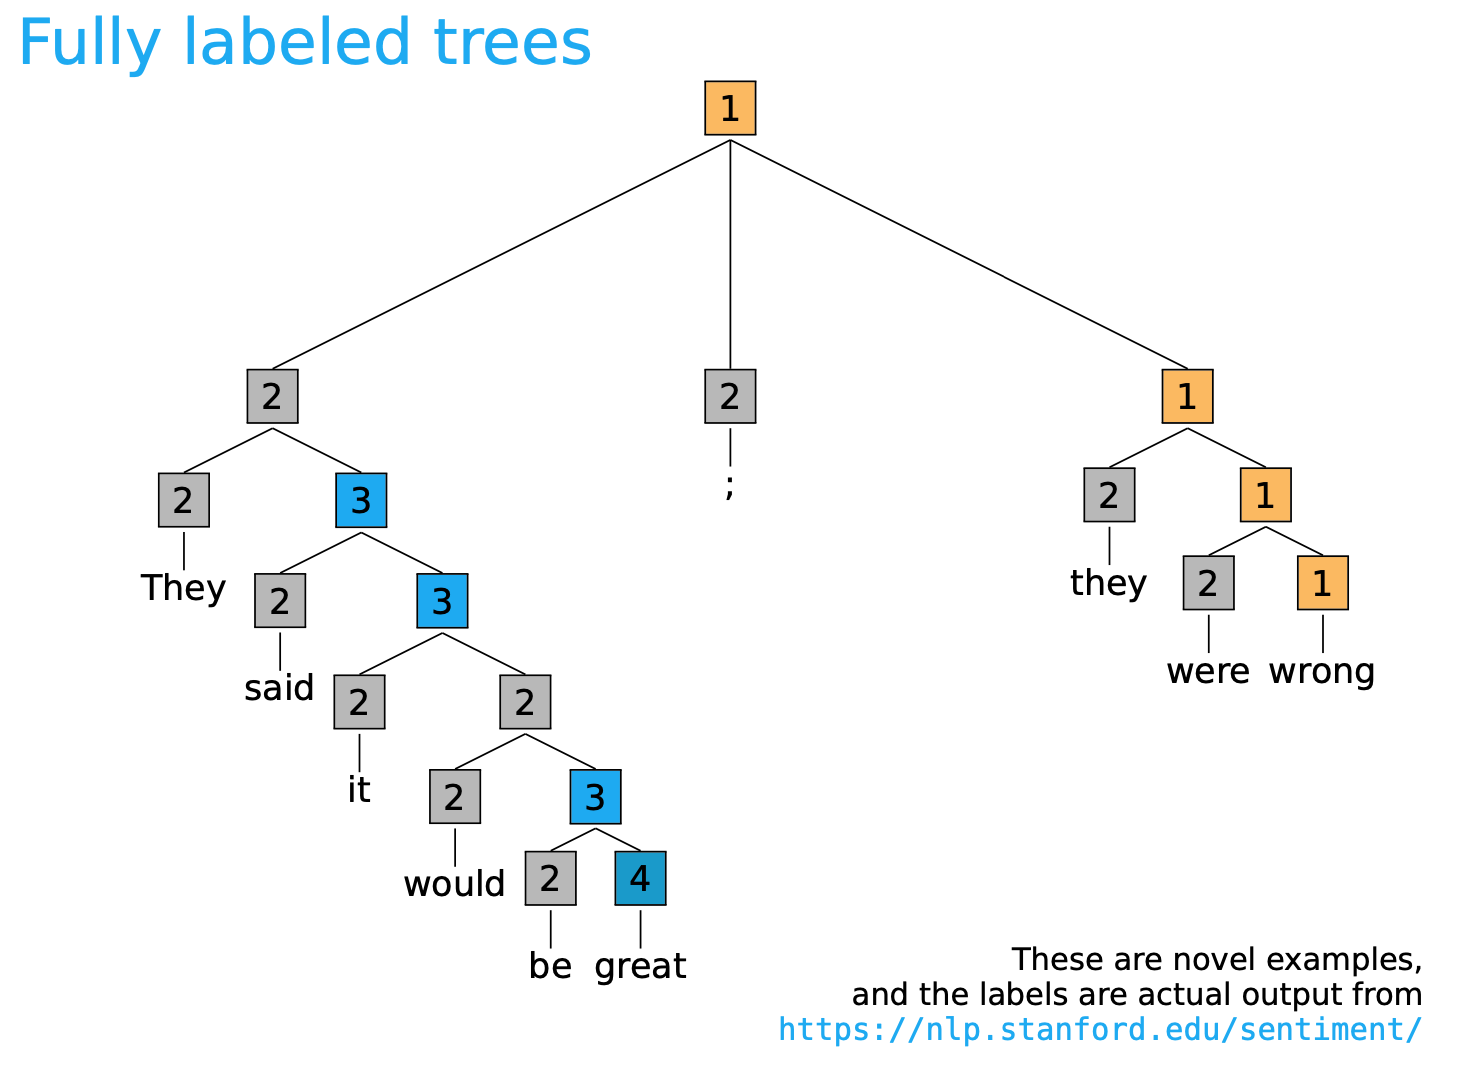 Fully labeled trees
1
2 2 1
2 3 ; 2 1
They 2 3 they 2 1
said 2 2 were wrong
it 2 3
would 2 4
be great
These are novel examples,
and the labels are actual output from
https://nlp.stanford.edu/sentiment/